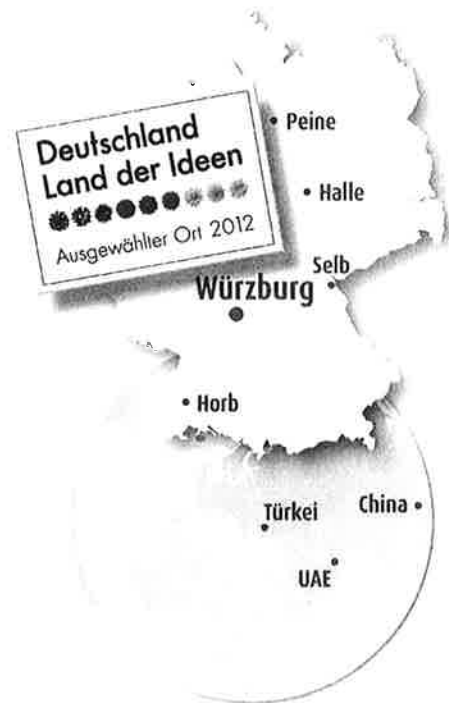 Peine
Deutschland
Land der Ideen
Halle
Ausgewählter Ort 2012
Selb
Würzburg
Horb
Türkei
China
UAE